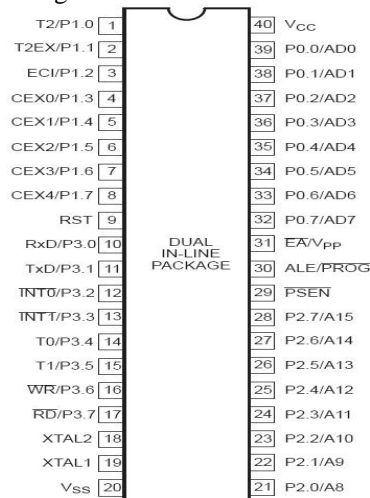 T2/P1.0 1
T2EX/P1.1 2
ECI/P1.2 3
CEX0/P1.3 4
CEX1/P1.4 5
CEX2/P1.5 6
CEX3/P1.6 7
CEX4/P1.7 8
RST 9
RxD/P3.0 10
TxD/P3.1 11
INT0/P3.2 12
INT1/P3.3 13
T0/P3.4 14
T1/P3.5 15
WR/P3.6 16
RD/P3.7 17
XTAL2 18
XTAL1 19
VSS 20
DUAL
IN-LINE
PACKAGE
40 VCC
39 P0.0/AD0
38 P0.1/AD1
37 P0.2/AD2
36 P0.3/AD3
35 P0.4/AD4
34 P0.5/AD5
33 P0.6/AD6
32 P0.7/AD7
31 EA/VPP
30 ALE/PROG
29 PSEN
28 P2.7/A15
27 P2.6/A14
26 P2.5/A13
25 P2.4/A12
24 P2.3/A11
23 P2.2/A10
22 P2.1/A9
21 P2.0/A8